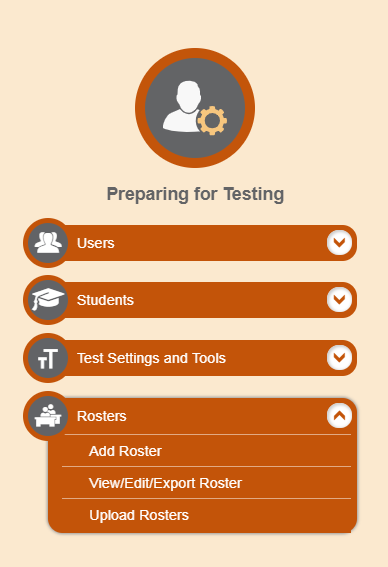 Preparing for Testing
Users
Students
Test Settings and Tools
Rosters
Add Roster
View/Edit/Export Roster
Upload Rosters